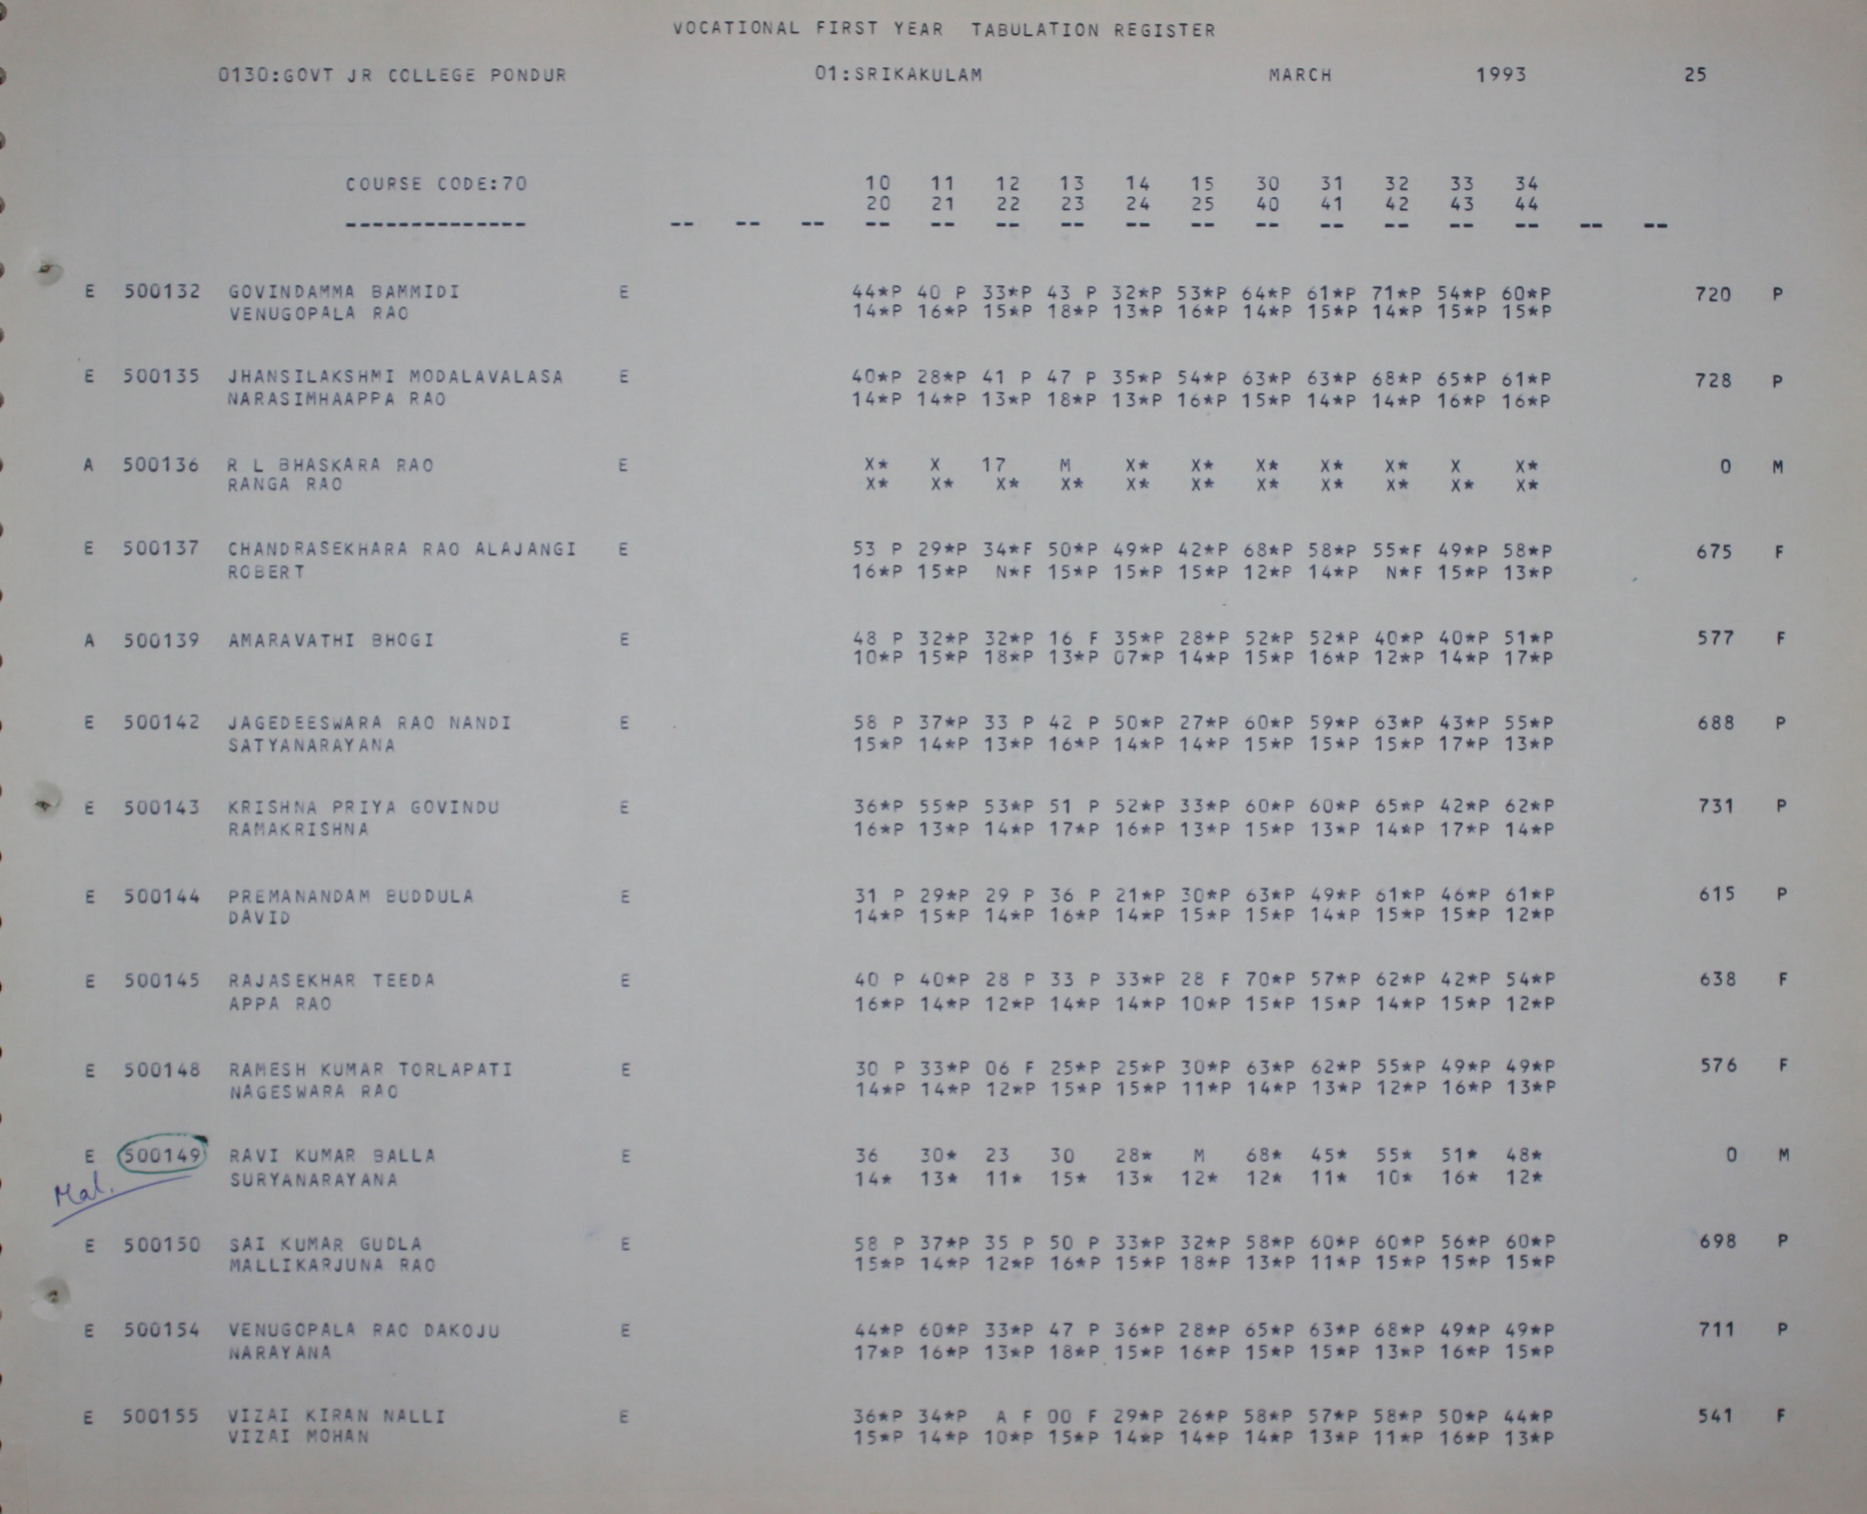 VOCATIONAL FIRST YEAR TABULATION REGISTER
0130:GOVT JR COLLEGE PONDUR 01:SRIKAKULAM MARCH 1993 25
COURSE CODE:70 10 11 12 13 14 15 30 31 32 33 34
20 21 22 23 24 25 40 41 42 43 44
-------------- -- -- -- -- -- -- -- -- -- -- -- -- -- -- -- --
E 500132 GOVINDAMMA BAMMIDI E 44*P 40 P 33*P 43 P 32*P 53*P 64*P 61*P 71*P 54*P 60*P 720 P
VENUGOPALA RAO 14*P 16*P 15*P 18*P 13*P 16*P 14*P 15*P 14*P 15*P 15*P
E 500135 JHANSILAKSHMI MODALAVALASA E 40*P 28*P 41 P 47 P 35*P 54*P 63*P 63*P 68*P 65*P 61*P 728 P
NARASIMHAAPPA RAO 14*P 14*P 13*P 18*P 13*P 16*P 15*P 14*P 14*P 16*P 16*P
A 500136 R L BHASKARA RAO E X* X 17 M X* X* X* X* X* X X* 0 M
RANGA RAO X* X* X* X* X* X* X* X* X* X* X*
E 500137 CHANDRASEKHARA RAO ALAJANGI E 53 P 29*P 34*F 50*P 49*P 42*P 68*P 58*P 55*F 49*P 58*P 675 F
ROBERT 16*P 15*P N*F 15*P 15*P 15*P 12*P 14*P N*F 15*P 13*P
A 500139 AMARAVATHI BHOGI E 48 P 32*P 32*P 16 F 35*P 28*P 52*P 52*P 40*P 40*P 51*P 577 F
10*P 15*P 18*P 13*P 07*P 14*P 15*P 16*P 12*P 14*P 17*P
E 500142 JAGEDEESWARA RAO NANDI E 58 P 37*P 33 P 42 P 50*P 27*P 60*P 59*P 63*P 43*P 55*P 688 P
SATYANARAYANA 15*P 14*P 13*P 16*P 14*P 14*P 15*P 15*P 15*P 17*P 13*P
E 500143 KRISHNA PRIYA GOVINDU E 36*P 55*P 53*P 51 P 52*P 33*P 60*P 60*P 65*P 42*P 62*P 731 P
RAMAKRISHNA 16*P 13*P 14*P 17*P 16*P 13*P 15*P 13*P 14*P 17*P 14*P
E 500144 PREMANANDAM BUDDULA E 31 P 29*P 29 P 36 P 21*P 30*P 63*P 49*P 61*P 46*P 61*P 615 P
DAVID 14*P 15*P 14*P 16*P 14*P 15*P 15*P 14*P 15*P 15*P 12*P
E 500145 RAJASEKHAR TEEDA E 40 P 40*P 28 P 33 P 33*P 28 F 70*P 57*P 62*P 42*P 54*P 638 F
APPA RAO 16*P 14*P 12*P 14*P 14*P 10*P 15*P 15*P 14*P 15*P 12*P
E 500148 RAMESH KUMAR TORLAPATI E 30 P 33*P 06 F 25*P 25*P 30*P 63*P 62*P 55*P 49*P 49*P 576 F
NAGESWARA RAO 14*P 14*P 12*P 15*P 15*P 11*P 14*P 13*P 12*P 16*P 13*P
E 500149 RAVI KUMAR BALLA E 36 30* 23 30 28* M 68* 45* 55* 51* 48* 0 M
Mal. SURYANARAYANA 14* 13* 11* 15* 13* 12* 12* 11* 10* 16* 12*
E 500150 SAI KUMAR GUDLA E 58 P 37*P 35 P 50 P 33*P 32*P 58*P 60*P 60*P 56*P 60*P 698 P
MALLIKARJUNA RAO 15*P 14*P 12*P 16*P 15*P 18*P 13*P 11*P 15*P 15*P 15*P
E 500154 VENUGOPALA RAO DAKOJU E 44*P 60*P 33*P 47 P 36*P 28*P 65*P 63*P 68*P 49*P 49*P 711 P
NARAYANA 17*P 16*P 13*P 18*P 15*P 16*P 15*P 15*P 13*P 16*P 15*P
E 500155 VIZAI KIRAN NALLI E 36*P 34*P A F 00 F 29*P 26*P 58*P 57*P 58*P 50*P 44*P 541 F
VIZAI MOHAN 15*P 14*P 10*P 15*P 14*P 14*P 14*P 13*P 11*P 16*P 13*P